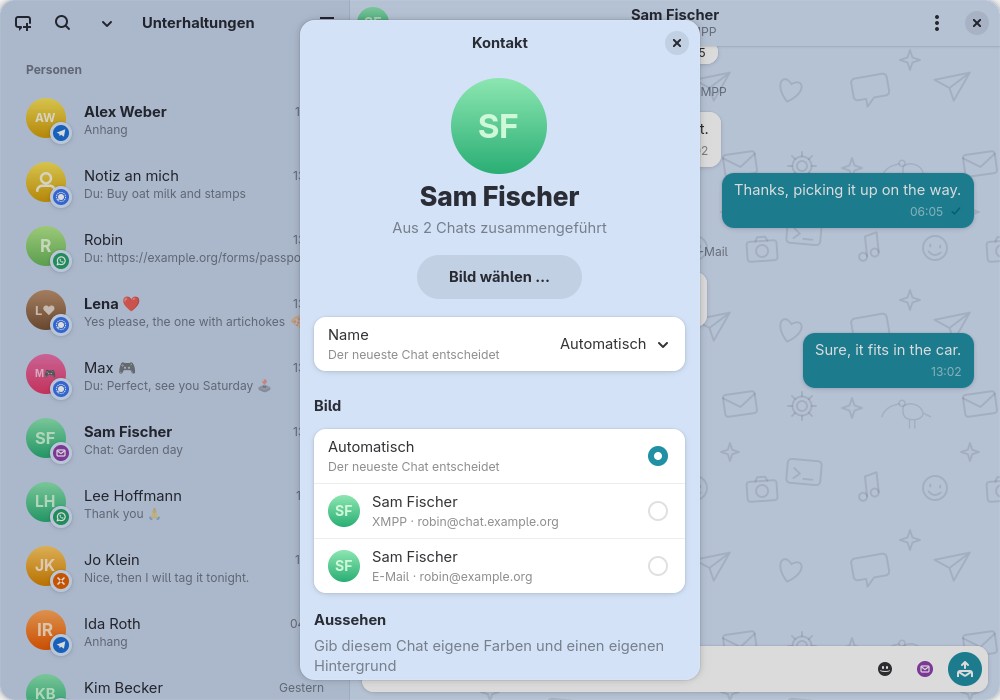 Unterhaltungen
Sam Fischer
Personen
AW
Alex Weber
Anhang
Notiz an mich
Du: Buy oat milk and stamps
R
Robin
Du: https://example.org/forms/passpo
L❤
Lena ❤️
Yes please, the one with artichokes
M🎮
Max 🎮
Du: Perfect, see you Saturday 🕹️
SF
Sam Fischer
Chat: Garden day
LH
Lee Hoffmann
Thank you 🙏
JK
Jo Klein
Nice, then I will tag it tonight.
IR
Ida Roth
Anhang
KB
Kim Becker
Gestern
Kontakt
SF
Sam Fischer
Aus 2 Chats zusammengeführt
Bild wählen …
Name
Der neueste Chat entscheidet
Automatisch
Bild
Automatisch
Der neueste Chat entscheidet
SF
Sam Fischer
XMPP · robin@chat.example.org
SF
Sam Fischer
E-Mail · robin@example.org
Aussehen
Gib diesem Chat eigene Farben und einen eigenen
Hintergrund
Thanks, picking it up on the way.
06:05
-Mail
Sure, it fits in the car.
13:02